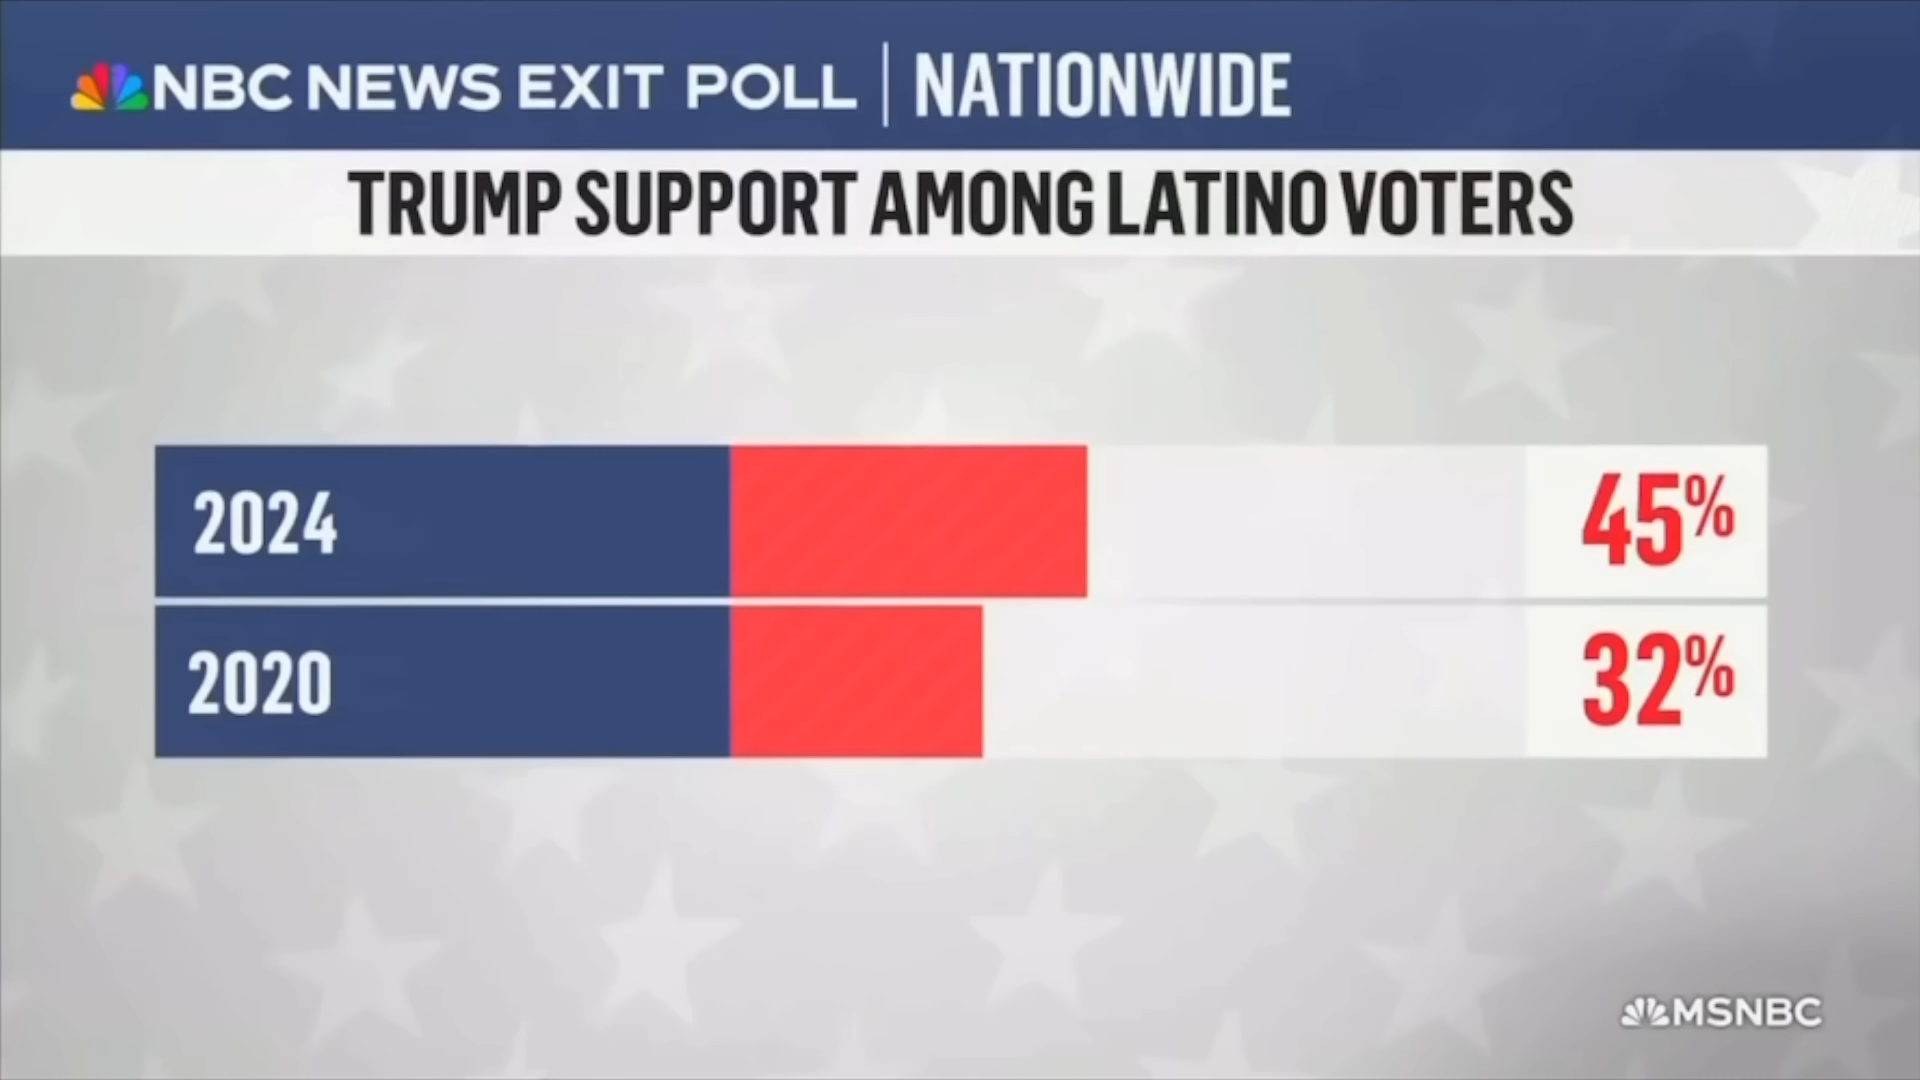 NBC NEWS EXIT POLL | NATIONWIDE
TRUMP SUPPORT AMONG LATINO VOTERS
2024 45%
2020 32%
MSNBC